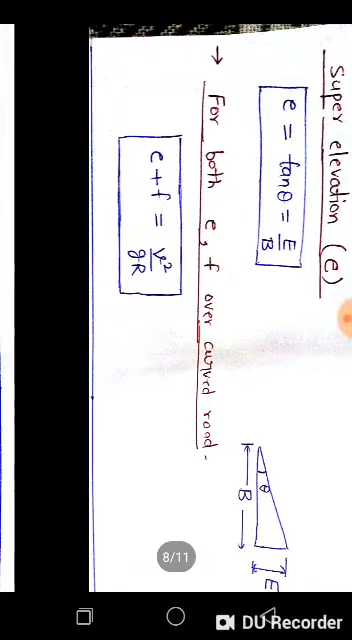 Super elevation (e)
e = tanθ = E/B
θ
B
E
→ For both e, f over curved road-
e + f = v²/gR
8/11
DU Recorder